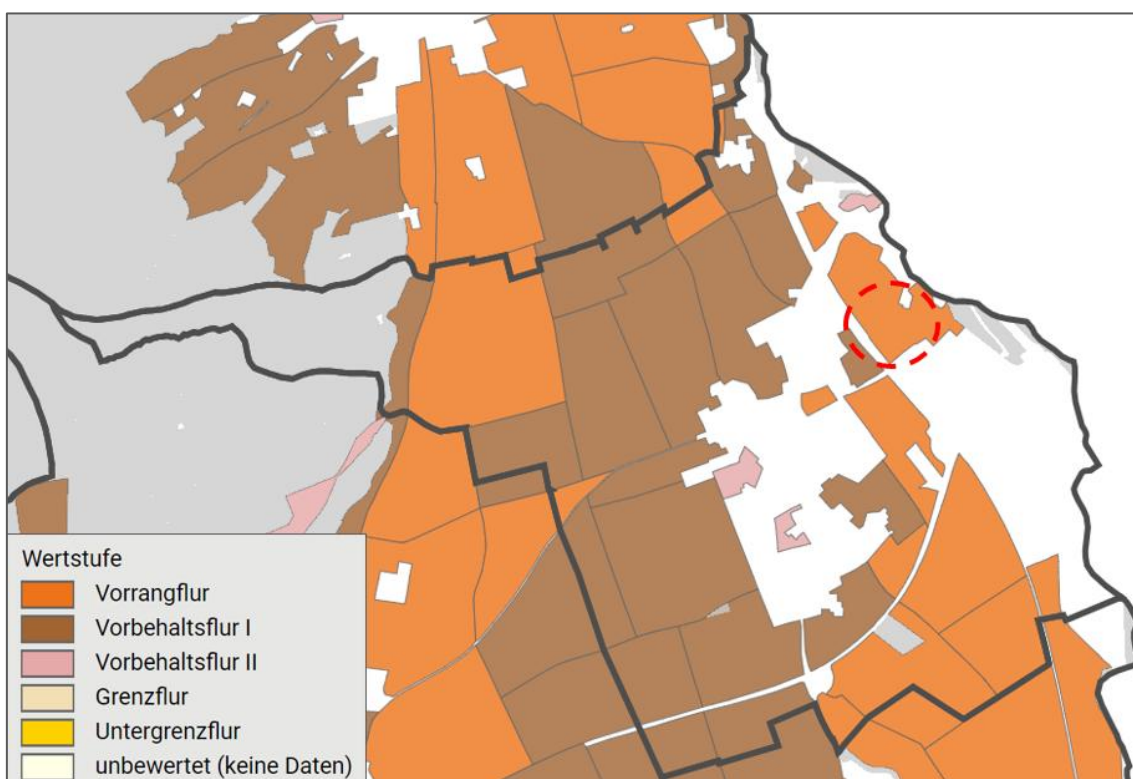 Wertstufe
Vorrangflur
Vorbehaltsflur I
Vorbehaltsflur II
Grenzflur
Untergrenzflur
unbewertet (keine Daten)